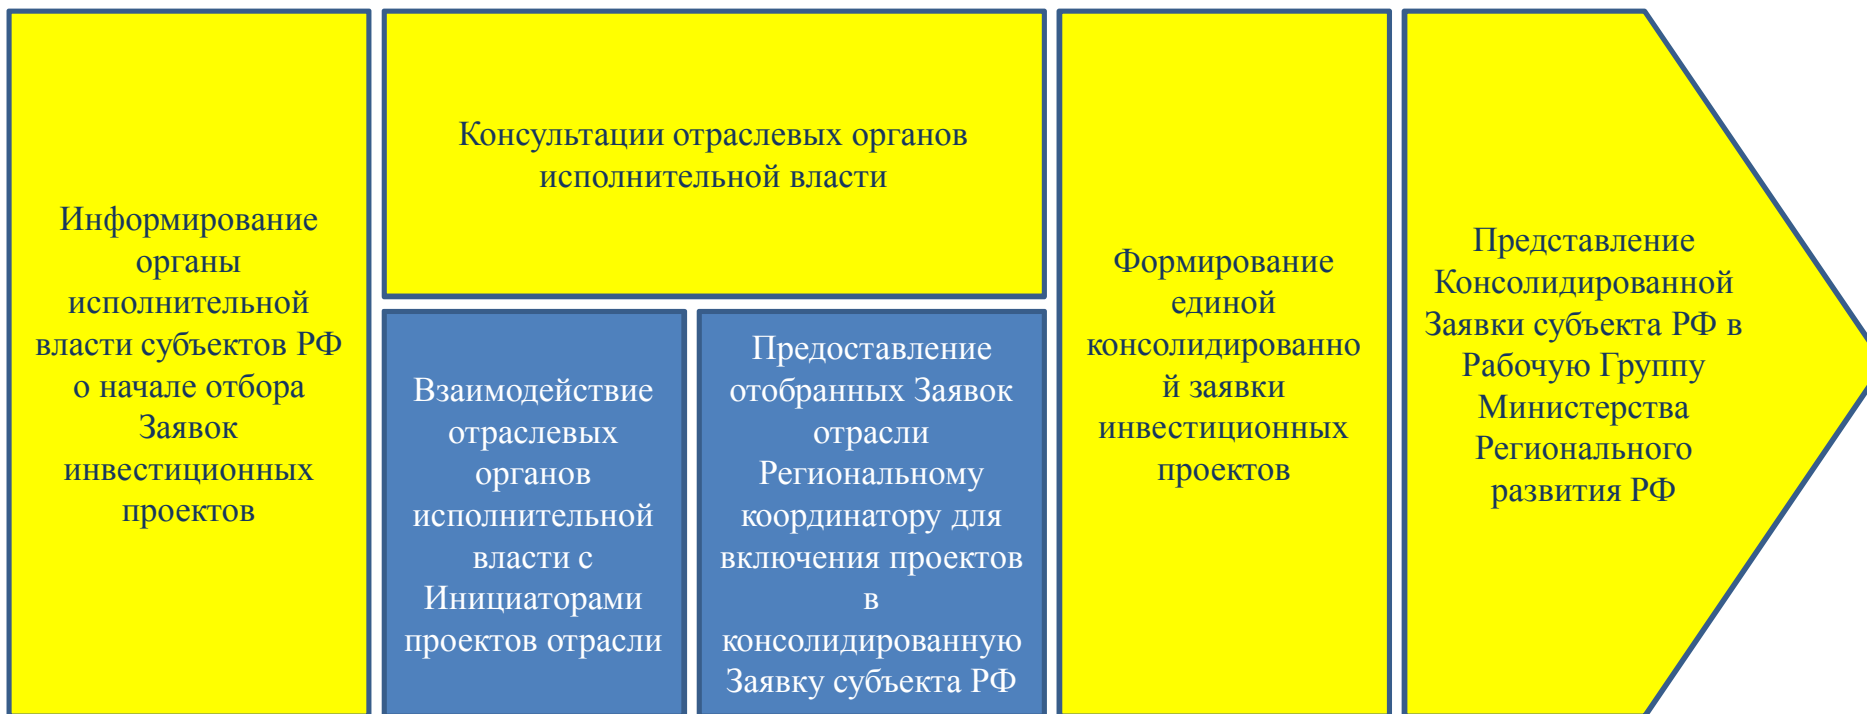 Информирование
органы
исполнительной
власти субъектов РФ
о начале отбора
Заявок
инвестиционных
проектов
Консультации отраслевых органов
исполнительной власти
Взаимодействие
отраслевых
органов
исполнительной
власти с
Инициаторами
проектов отрасли
Предоставление
отобранных Заявок
отрасли
Региональному
координатору для
включения проектов
в
консолидированную
Заявку субъекта РФ
Формирование
единой
консолидированно
й заявки
инвестиционных
проектов
Представление
Консолидированной
Заявки субъекта РФ в
Рабочую Группу
Министерства
Регионального
развития РФ